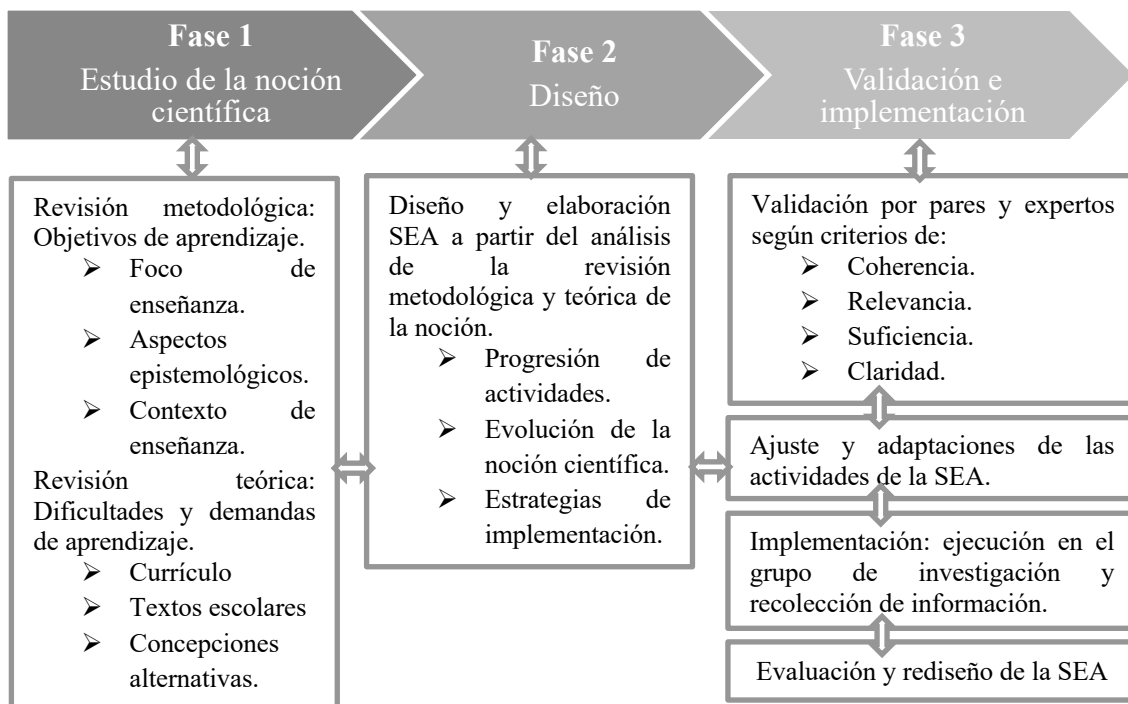 Fase 1
Estudio de la noción
científica
Fase 2
Diseño
Fase 3
Validación e
implementación
Revisión metodológica:
Objetivos de aprendizaje.
➢ Foco de
enseñanza.
➢ Aspectos
epistemológicos.
➢ Contexto de
enseñanza.
Revisión teórica:
Dificultades y demandas
de aprendizaje.
➢ Currículo
➢ Textos escolares
➢ Concepciones
alternativas.
Diseño y elaboración
SEA a partir del análisis
de la revisión
metodológica y teórica de
la noción.
➢ Progresión de
actividades.
➢ Evolución de la
noción científica.
➢ Estrategias de
implementación.
Validación por pares y expertos
según criterios de:
➢ Coherencia.
➢ Relevancia.
➢ Suficiencia.
➢ Claridad.
Ajuste y adaptaciones de las
actividades de la SEA.
Implementación: ejecución en el
grupo de investigación y
recolección de información.
Evaluación y rediseño de la SEA